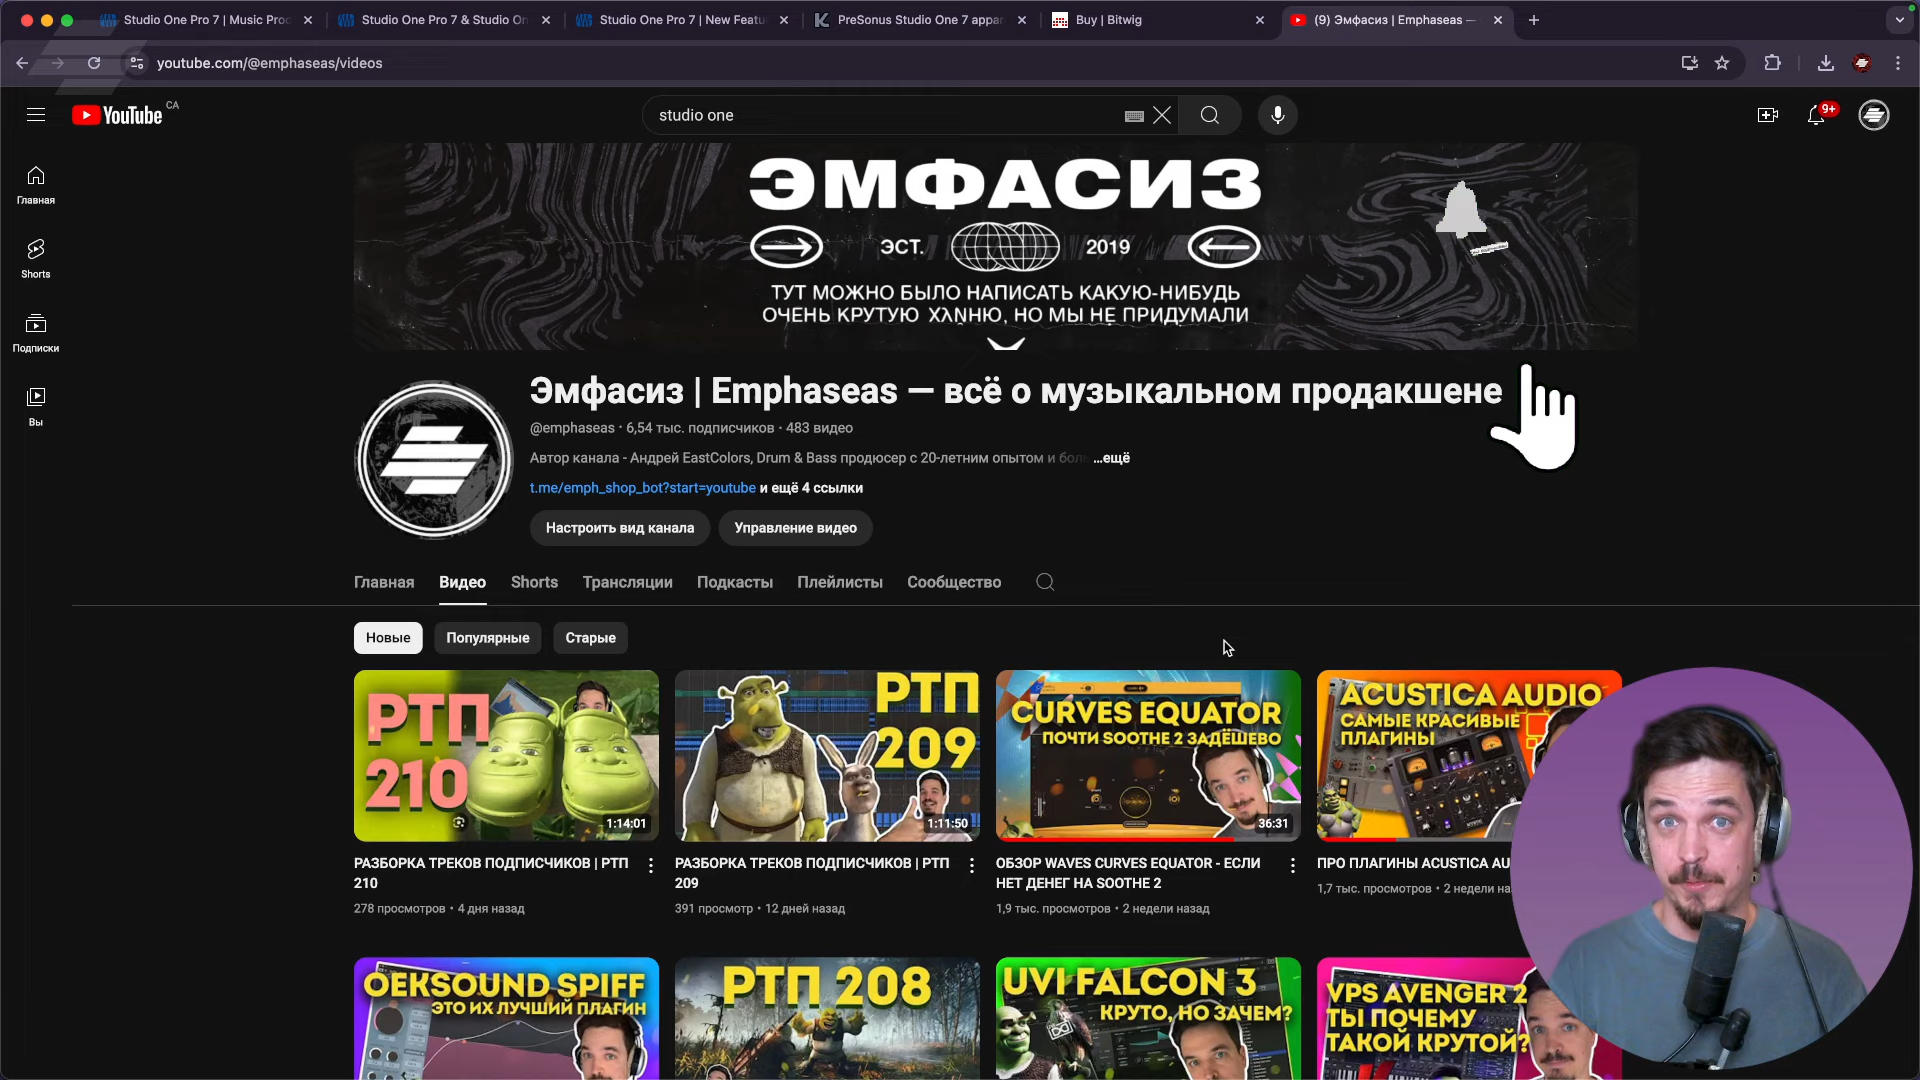 Studio One Pro 7 | Music Proc
Studio One Pro 7 & Studio On
Studio One Pro 7 | New Featu
PreSonus Studio One 7 appar
Buy | Bitwig
(9) Эмфасиз | Emphaseas —
youtube.com/@emphaseas/videos
YouTube CA
studio one
9+
Главная
Shorts
Подписки
Вы
ЭМФАСИЗ
ЭСТ. 2019
ТУТ МОЖНО БЫЛО НАПИСАТЬ КАКУЮ-НИБУДЬ
ОЧЕНЬ КРУТУЮ ХΛNНЮ, НО МЫ НЕ ПРИДУМАЛИ
Эмфасиз | Emphaseas — всё о музыкальном продакшене
@emphaseas • 6,54 тыс. подписчиков • 483 видео
Автор канала - Андрей EastColors, Drum & Bass продюсер с 20-летним опытом и боль ...ещё
t.me/emph_shop_bot?start=youtube и ещё 4 ссылки
Настроить вид канала
Управление видео
Главная Видео Shorts Трансляции Подкасты Плейлисты Сообщество
Новые Популярные Старые
РТП
210
1:14:01
РТП
209
1:11:50
CURVES EQUATOR
ПОЧТИ SOOTHE 2 ЗАДЁШЕВО
36:31
ACUSTICA AUDIO
САМЫЕ КРАСИВЫЕ
ПЛАГИНЫ
РАЗБОРКА ТРЕКОВ ПОДПИСЧИКОВ | РТП
210
278 просмотров • 4 дня назад
РАЗБОРКА ТРЕКОВ ПОДПИСЧИКОВ | РТП
209
391 просмотр • 12 дней назад
ОБЗОР WAVES CURVES EQUATOR - ЕСЛИ
НЕТ ДЕНЕГ НА SOOTHE 2
1,9 тыс. просмотров • 2 недели назад
ПРО ПЛАГИНЫ ACUSTICA AU
1,7 тыс. просмотров • 2 недели на
OEKSOUND SPIFF
ЭТО ИХ ЛУЧШИЙ ПЛАГИН
РТП 208
UVI FALCON 3
КРУТО, НО ЗАЧЕМ?
VPS AVENGER 2
ТЫ ПОЧЕМУ
ТАКОЙ КРУТОЙ?